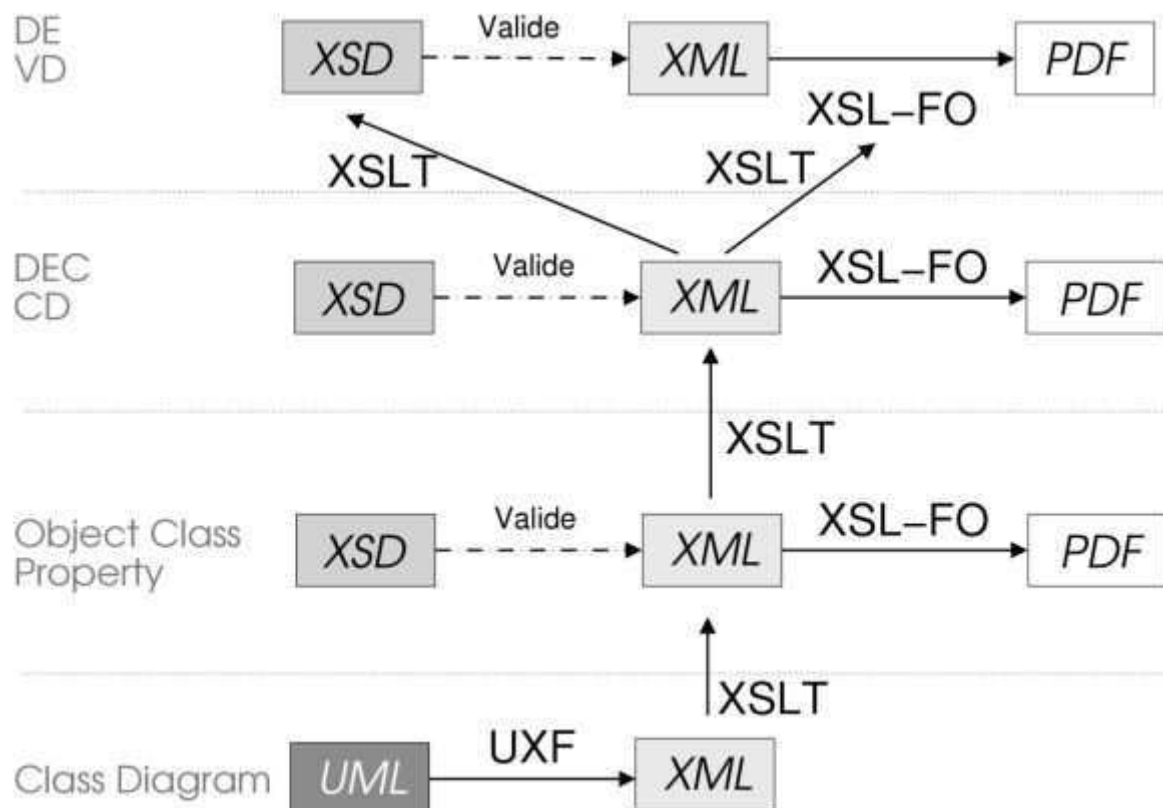 DE
VD
XSD
Valide
XML
PDF
XSL–FO
XSLT
XSLT
DEC
CD
XSD
Valide
XML
XSL–FO
PDF
XSLT
Object Class
Property
XSD
Valide
XML
XSL–FO
PDF
XSLT
Class Diagram
UML
UXF
XML